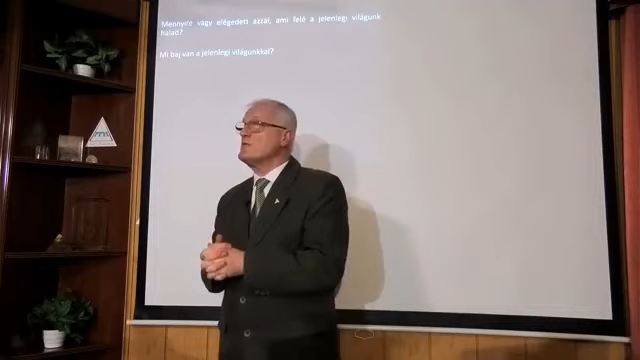 Mennyire vagy elégedett azzal, ami felé a jelenlegi világunk
halad?
Mi baj van a jelenlegi világunkkal?